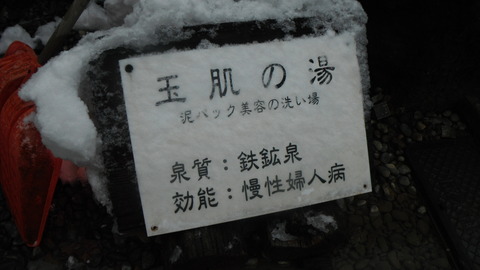 玉肌の湯
泥パック美容の洗い場
泉質：鉄鉱泉
効能：慢性婦人病